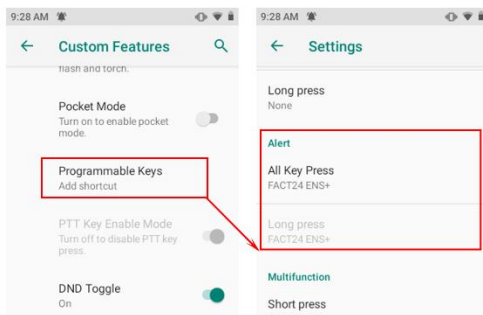 9:28 AM
Custom Features
flash and torch.
Pocket Mode
Turn on to enable pocket
mode.
Programmable Keys
Add shortcut
PTT Key Enable Mode
Turn off to disable PTT key
press.
DND Toggle
On
9:28 AM
Settings
Long press
None
Alert
All Key Press
FACT24 ENS+
Long press
FACT24 ENS+
Multifunction
Short press